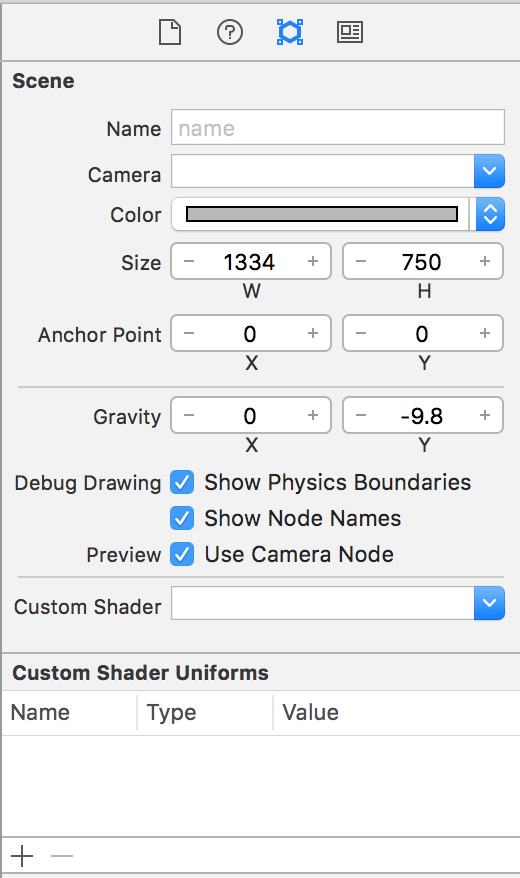 Scene
Name name
Camera
Color
Size − 1334 + − 750 +
W H
Anchor Point − 0 + − 0 +
X Y
Gravity − 0 + − -9.8 +
X Y
Debug Drawing Show Physics Boundaries
Show Node Names
Preview Use Camera Node
Custom Shader
Custom Shader Uniforms
Name Type Value